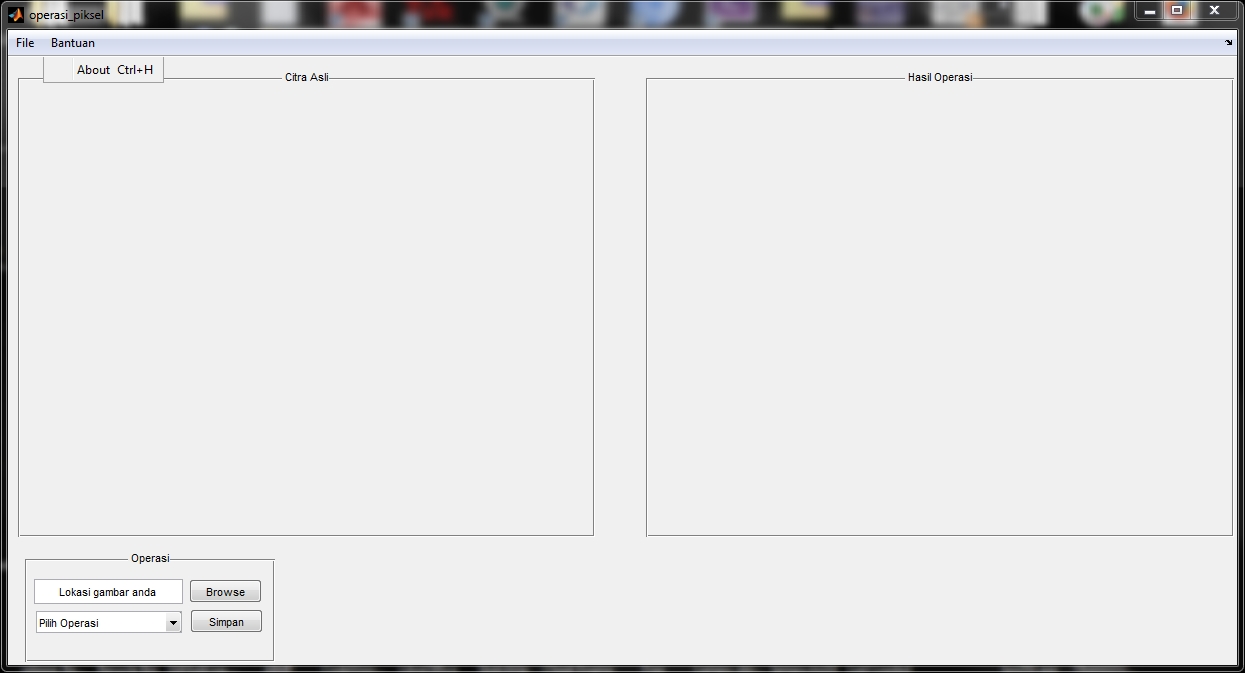 operasi_piksel
File Bantuan
About Ctrl+H
Citra Asli
Hasil Operasi
Operasi
Lokasi gambar anda Browse
Pilih Operasi Simpan